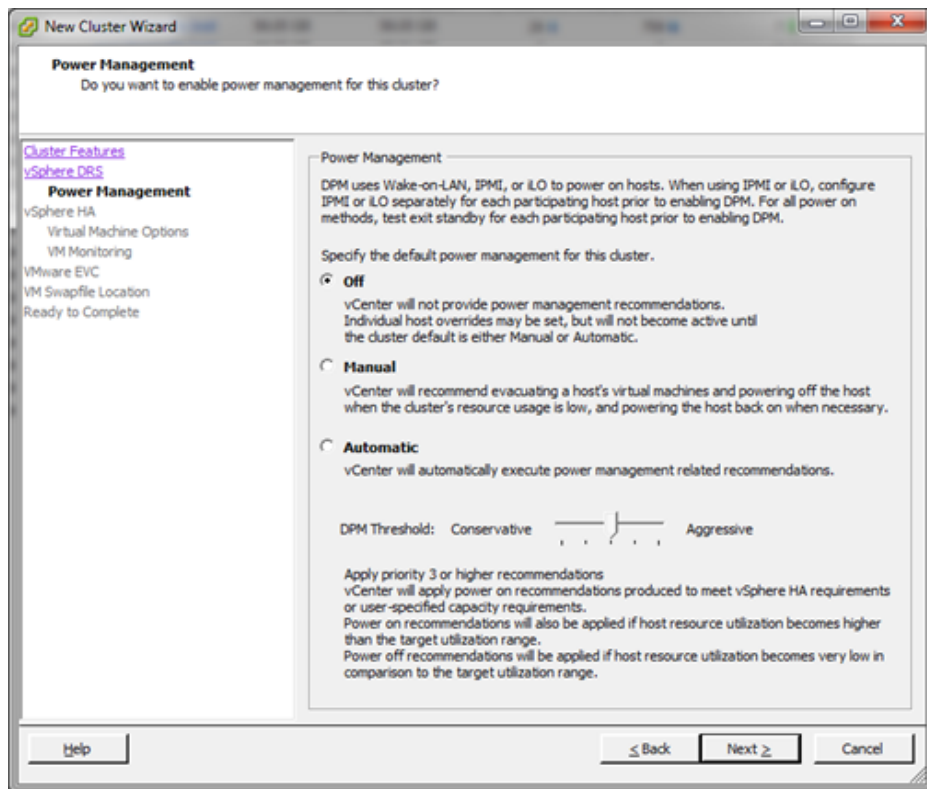 New Cluster Wizard
Power Management
Do you want to enable power management for this cluster?
Cluster Features
vSphere DRS
Power Management
vSphere HA
Virtual Machine Options
VM Monitoring
VMware EVC
VM Swapfile Location
Ready to Complete
Power Management
DPM uses Wake-on-LAN, IPMI, or iLO to power on hosts. When using IPMI or iLO, configure
IPMI or iLO separately for each participating host prior to enabling DPM. For all power on
methods, test exit standby for each participating host prior to enabling DPM.
Specify the default power management for this cluster.
Off
vCenter will not provide power management recommendations.
Individual host overrides may be set, but will not become active until
the cluster default is either Manual or Automatic.
Manual
vCenter will recommend evacuating a host's virtual machines and powering off the host
when the cluster's resource usage is low, and powering the host back on when necessary.
Automatic
vCenter will automatically execute power management related recommendations.
DPM Threshold: Conservative Aggressive
Apply priority 3 or higher recommendations
vCenter will apply power on recommendations produced to meet vSphere HA requirements
or user-specified capacity requirements.
Power on recommendations will also be applied if host resource utilization becomes higher
than the target utilization range.
Power off recommendations will be applied if host resource utilization becomes very low in
comparison to the target utilization range.
Help
≤ Back
Next ≥
Cancel